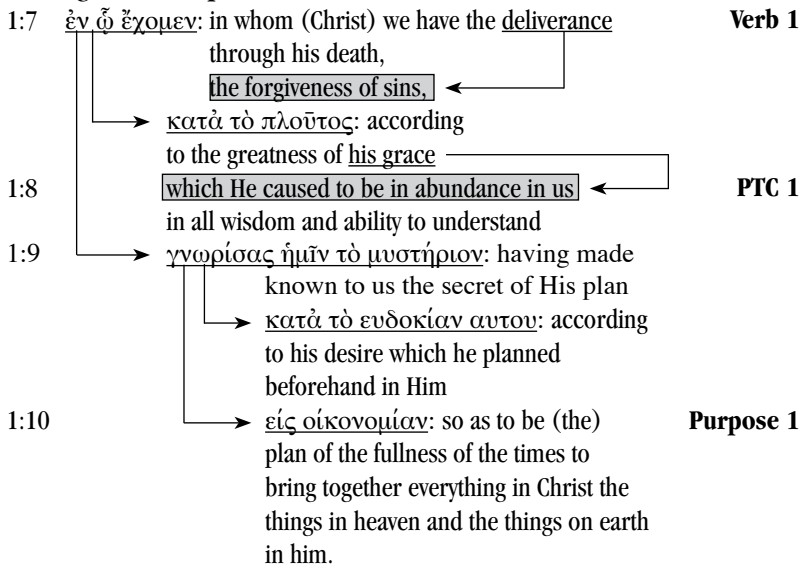 1:7 ἐν ᾧ ἔχομεν: in whom (Christ) we have the deliverance Verb 1
through his death,
the forgiveness of sins,
κατὰ τὸ πλοῦτος: according
to the greatness of his grace
1:8 which He caused to be in abundance in us PTC 1
in all wisdom and ability to understand
1:9 γνωρίσας ἡμῖν τὸ μυστήριον: having made
known to us the secret of His plan
κατὰ τὸ ευδοκίαν αυτου: according
to his desire which he planned
beforehand in Him
1:10 είς οίκονομίαν: so as to be (the) Purpose 1
plan of the fullness of the times to
bring together everything in Christ the
things in heaven and the things on earth
in him.